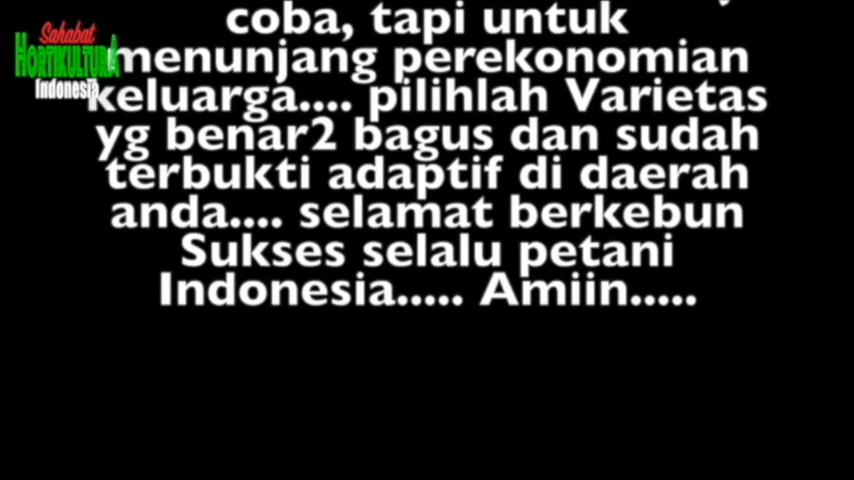 coba, tapi untuk
menunjang perekonomian
keluarga.... pilihlah Varietas
yg benar2 bagus dan sudah
terbukti adaptif di daerah
anda.... selamat berkebun
Sukses selalu petani
Indonesia..... Amiin.....
Sahabat
HORTIKULTURA
Indonesia